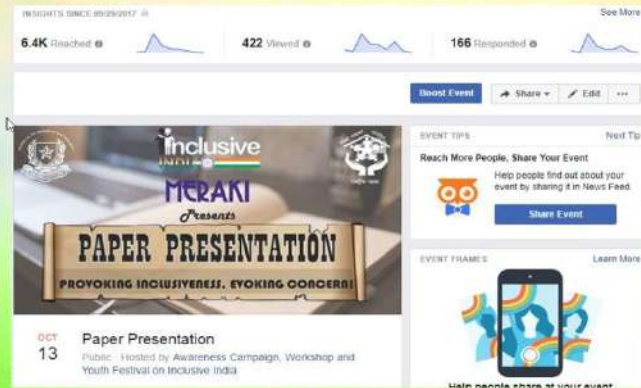 INSIGHTS SINCE 09/29/2017
See More
6.4K Reached
422 Viewed
166 Responded
Boost Event
Share
Edit
inclusive
INDIA
MERAKI
Presents
PAPER PRESENTATION
PROVOKING INCLUSIVENESS, EVOKING CONCERN!
OCT
13
Paper Presentation
Public · Hosted by Awareness Campaign, Workshop and
Youth Festival on Inclusive India
EVENT TIPS
Next Tip
Reach More People, Share Your Event
Help people find out about your
event by sharing it in News Feed.
Share Event
EVENT FRAMES
Learn More
Help people share at your event